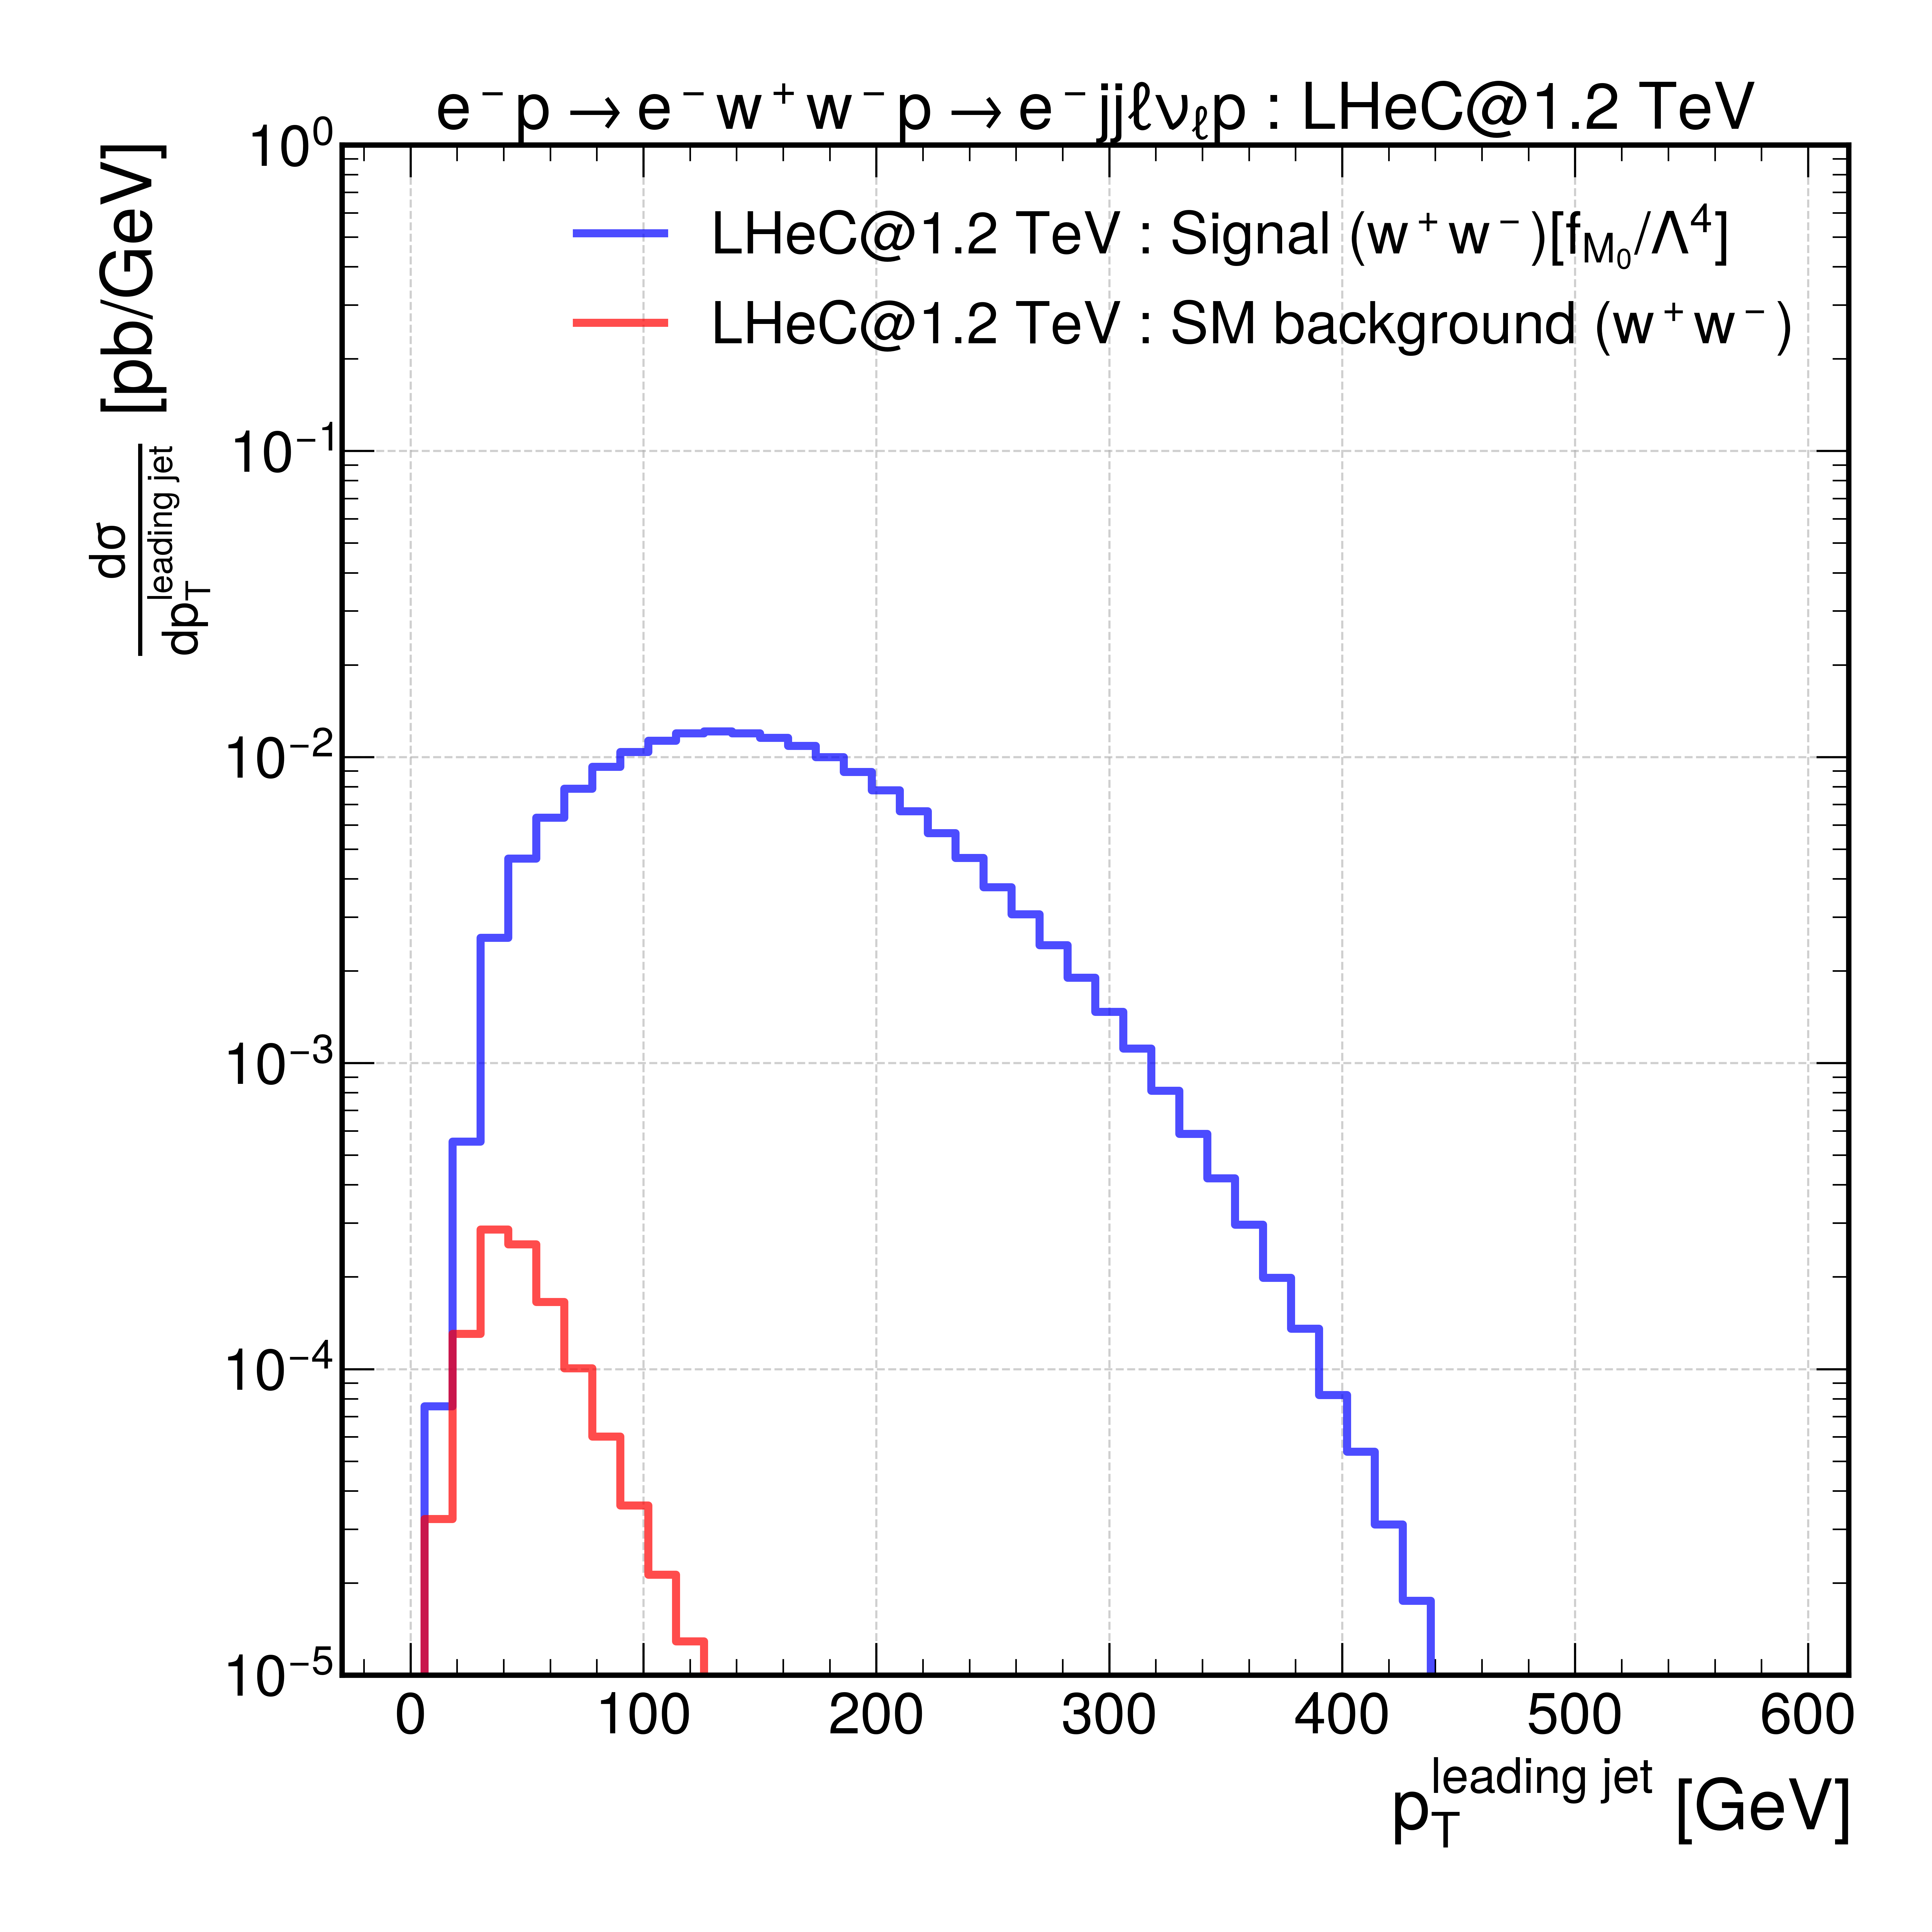 e⁻p → e⁻w⁺w⁻p → e⁻jjℓν_ℓp : LHeC@1.2 TeV
dσ/dp_T^{leading jet} [pb/GeV]
LHeC@1.2 TeV : Signal (w⁺w⁻)[f_{M₀}/Λ⁴]
LHeC@1.2 TeV : SM background (w⁺w⁻)
10⁰
10⁻¹
10⁻²
10⁻³
10⁻⁴
10⁻⁵
0 100 200 300 400 500 600
p_T^{leading jet} [GeV]